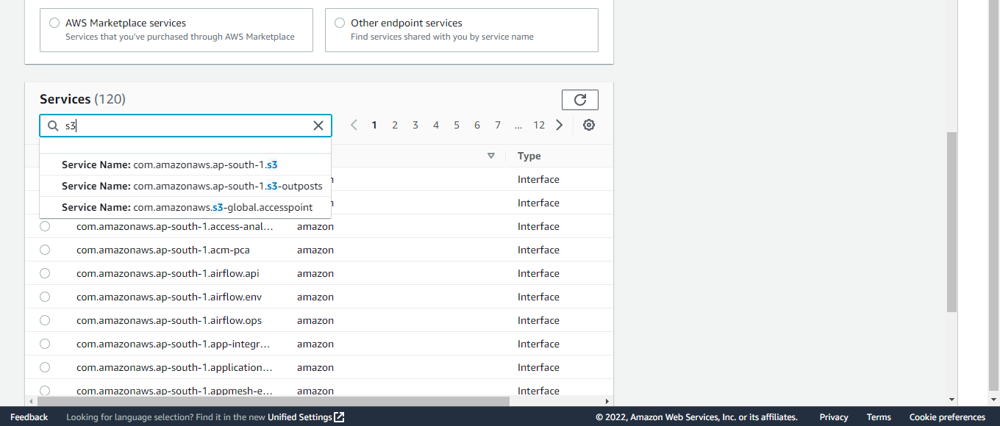 AWS Marketplace services
Services that you've purchased through AWS Marketplace
Other endpoint services
Find services shared with you by service name
Services (120)
s3
1 2 3 4 5 6 7 ... 12
Type
Service Name: com.amazonaws.ap-south-1.s3
Service Name: com.amazonaws.ap-south-1.s3-outposts
Interface
Service Name: com.amazonaws.s3-global.accesspoint
Interface
com.amazonaws.ap-south-1.access-anal... amazon Interface
com.amazonaws.ap-south-1.acm-pca amazon Interface
com.amazonaws.ap-south-1.airflow.api amazon Interface
com.amazonaws.ap-south-1.airflow.env amazon Interface
com.amazonaws.ap-south-1.airflow.ops amazon Interface
com.amazonaws.ap-south-1.app-integr... amazon Interface
com.amazonaws.ap-south-1.application... amazon Interface
com.amazonaws.ap-south-1.appmesh-e... amazon Interface
Feedback Looking for language selection? Find it in the new Unified Settings © 2022, Amazon Web Services, Inc. or its affiliates. Privacy Terms Cookie preferences